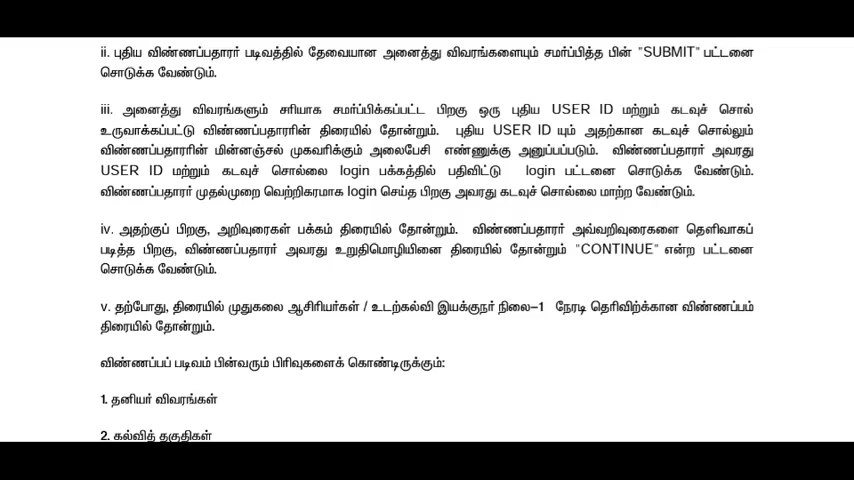 ii. புதிய விண்ணப்பதாரர் படிவத்தில் தேவையான அனைத்து விவரங்களையும் சமர்ப்பித்த பின் "SUBMIT" பட்டனை
சொடுக்க வேண்டும்.
iii. அனைத்து விவரங்களும் சரியாக சமர்ப்பிக்கப்பட்ட பிறகு ஒரு புதிய USER ID மற்றும் கடவுச் சொல்
உருவாக்கப்பட்டு விண்ணப்பதாரரின் திரையில் தோன்றும். புதிய USER ID யும் அதற்கான கடவுச் சொல்லும்
விண்ணப்பதாரரின் மின்னஞ்சல் முகவரிக்கும் அலைபேசி எண்ணுக்கு அனுப்பப்படும். விண்ணப்பதாரர் அவரது
USER ID மற்றும் கடவுச் சொல்லை login பக்கத்தில் பதிவிட்டு login பட்டனை சொடுக்க வேண்டும்.
விண்ணப்பதாரர் முதல்முறை வெற்றிகரமாக login செய்த பிறகு அவரது கடவுச் சொல்லை மாற்ற வேண்டும்.
iv. அதற்குப் பிறகு, அறிவுரைகள் பக்கம் திரையில் தோன்றும். விண்ணப்பதாரர் அவ்வறிவுரைகளை தெளிவாகப்
படித்த பிறகு, விண்ணப்பதாரர் அவரது உறுதிமொழியினை திரையில் தோன்றும் "CONTINUE" என்ற பட்டனை
சொடுக்க வேண்டும்.
v. தற்போது, திரையில் முதுகலை ஆசிரியர்கள் / உடற்கல்வி இயக்குநர் நிலை–1 நேரடி தெரிவிற்க்கான விண்ணப்பம்
திரையில் தோன்றும்.
விண்ணப்பப் படிவம் பின்வரும் பிரிவுகளைக் கொண்டிருக்கும்:
1. தனியர் விவரங்கள்
2. கல்வித் தகுதிகள்